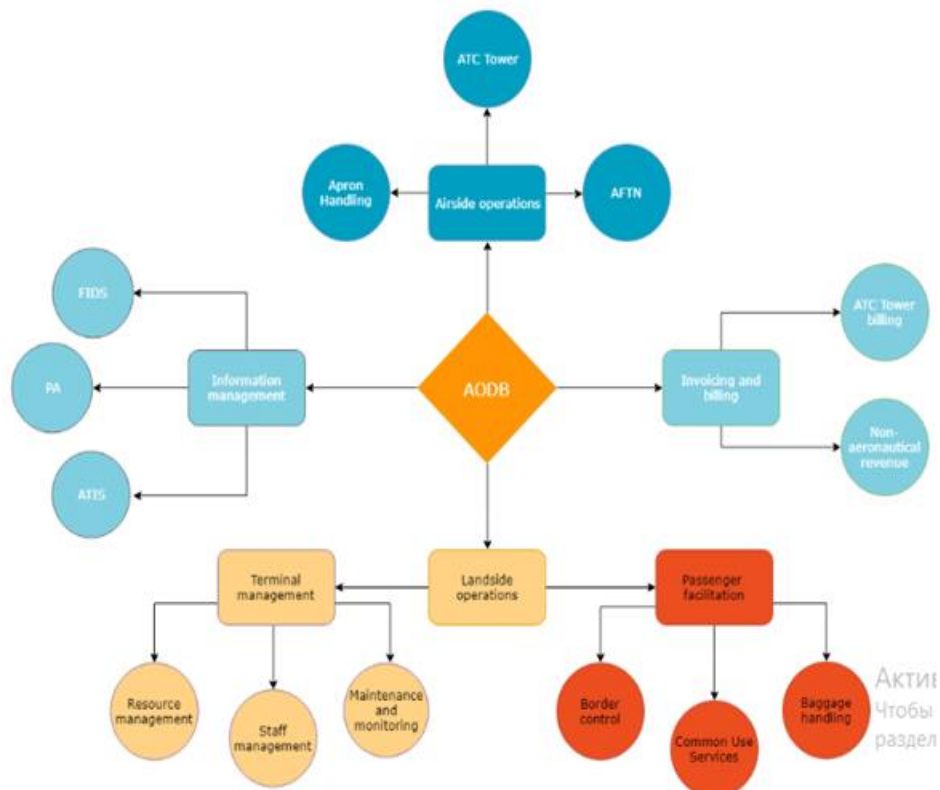 ATC Tower
Apron
Handling
Airside operations
AFTN
FIDS
ATC Tower
billing
PA
Information
management
AODB
Invoicing and
billing
Non-
aeronautical
revenue
ATIS
Terminal
management
Landside
operations
Passenger
facilitation
Resource
management
Staff
management
Maintenance
and
monitoring
Border
control
Common Use
Services
Baggage
handling
Актив
Чтобы
раздел